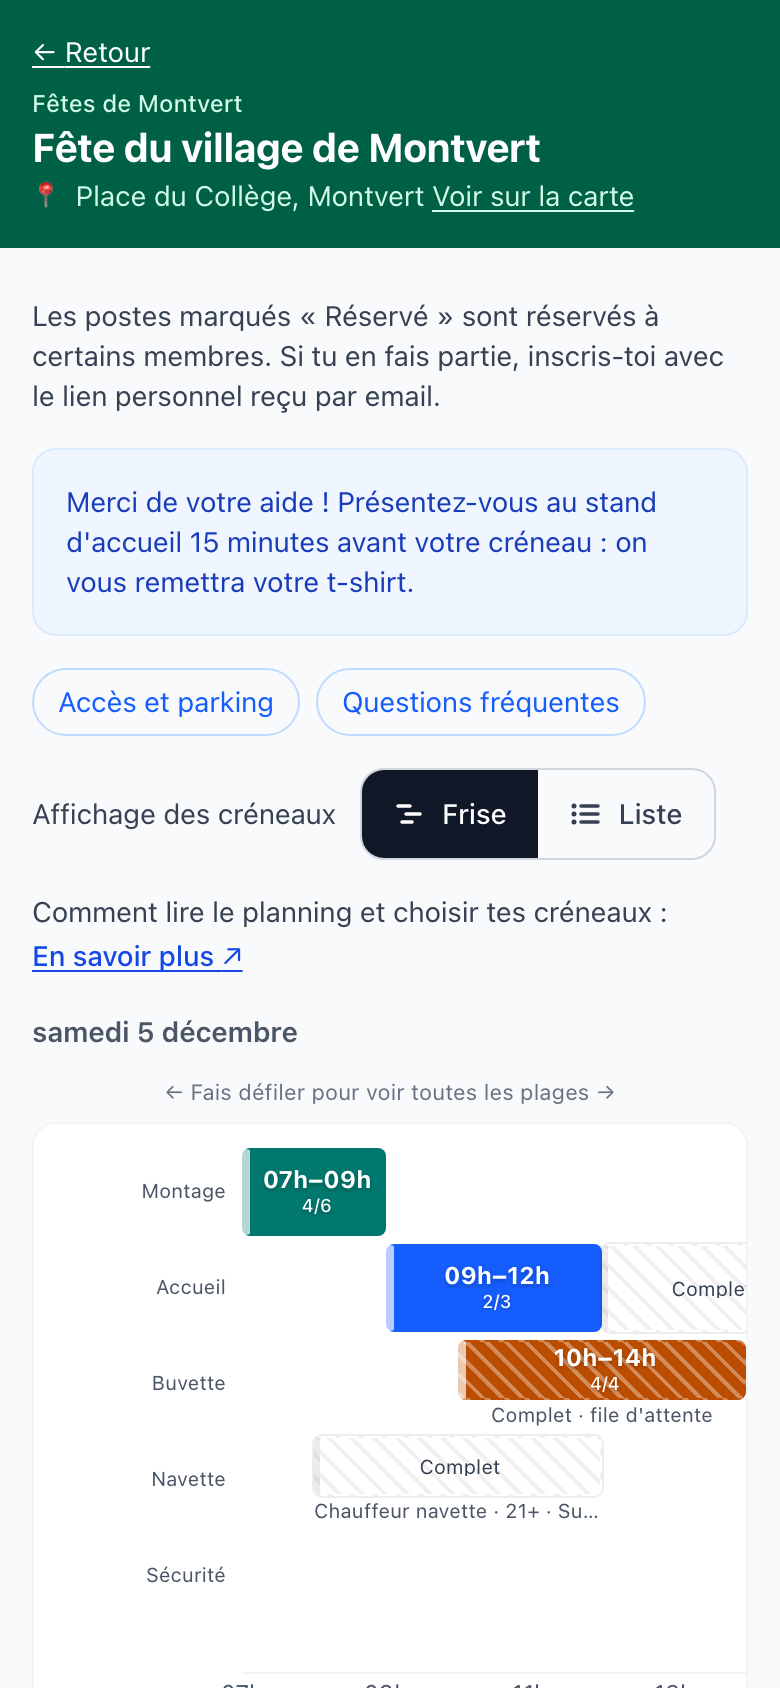 ← Retour
Fêtes de Montvert
Fête du village de Montvert
📍 Place du Collège, Montvert Voir sur la carte
Les postes marqués « Réservé » sont réservés à
certains membres. Si tu en fais partie, inscris-toi avec
le lien personnel reçu par email.
Merci de votre aide ! Présentez-vous au stand
d'accueil 15 minutes avant votre créneau : on
vous remettra votre t-shirt.
Accès et parking
Questions fréquentes
Affichage des créneaux
Frise
Liste
Comment lire le planning et choisir tes créneaux :
En savoir plus ↗
samedi 5 décembre
← Fais défiler pour voir toutes les plages →
Montage
07h–09h
4/6
Accueil
09h–12h
2/3
Comple
Buvette
10h–14h
4/4
Complet · file d'attente
Navette
Complet
Chauffeur navette · 21+ · Su…
Sécurité